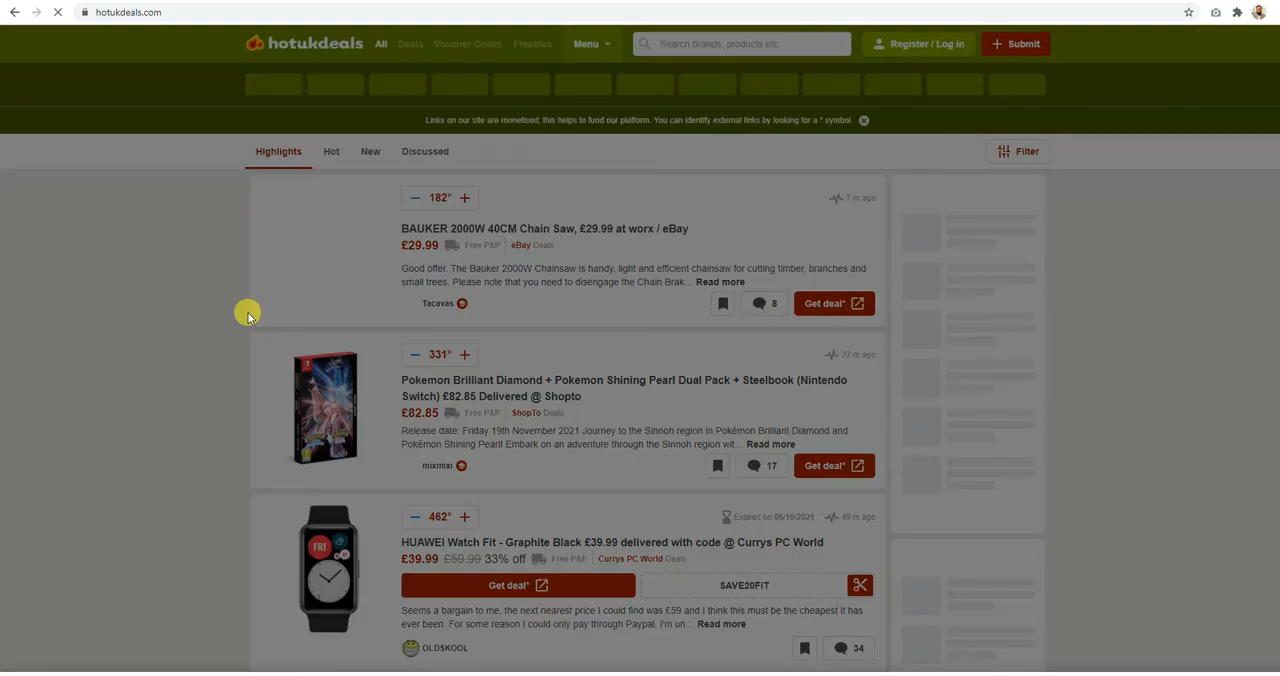 hotukdeals.com
hotukdeals All Deals Voucher Codes Freebies Menu Search brands, products etc Register / Log in Submit
Links on our site are monetised; this helps to fund our platform. You can identify external links by looking for a * symbol.
Highlights Hot New Discussed Filter
182° 7 m ago
BAUKER 2000W 40CM Chain Saw, £29.99 at worx / eBay
£29.99 Free P&P eBay Deals
Good offer. The Bauker 2000W Chainsaw is handy, light and efficient chainsaw for cutting timber, branches and
small trees. Please note that you need to disengage the Chain Brak... Read more
Tacavas 8 Get deal*
331° 27 m ago
Pokemon Brilliant Diamond + Pokemon Shining Pearl Dual Pack + Steelbook (Nintendo
Switch) £82.85 Delivered @ Shopto
£82.85 Free P&P ShopTo Deals
Release date: Friday 19th November 2021 Journey to the Sinnoh region in Pokémon Brilliant Diamond and
Pokémon Shining Pearl! Embark on an adventure through the Sinnoh region wit... Read more
mixmixi 17 Get deal*
462° Expires on 05/10/2021 49 m ago
FRI
HUAWEI Watch Fit - Graphite Black £39.99 delivered with code @ Currys PC World
£39.99 £59.99 33% off Free P&P Currys PC World Deals
Get deal* SAVE20FIT
Seems a bargain to me, the next nearest price I could find was £59 and I think this must be the cheapest it has
ever been. For some reason I could only pay through Paypal. I'm un... Read more
OLDSKOOL 34